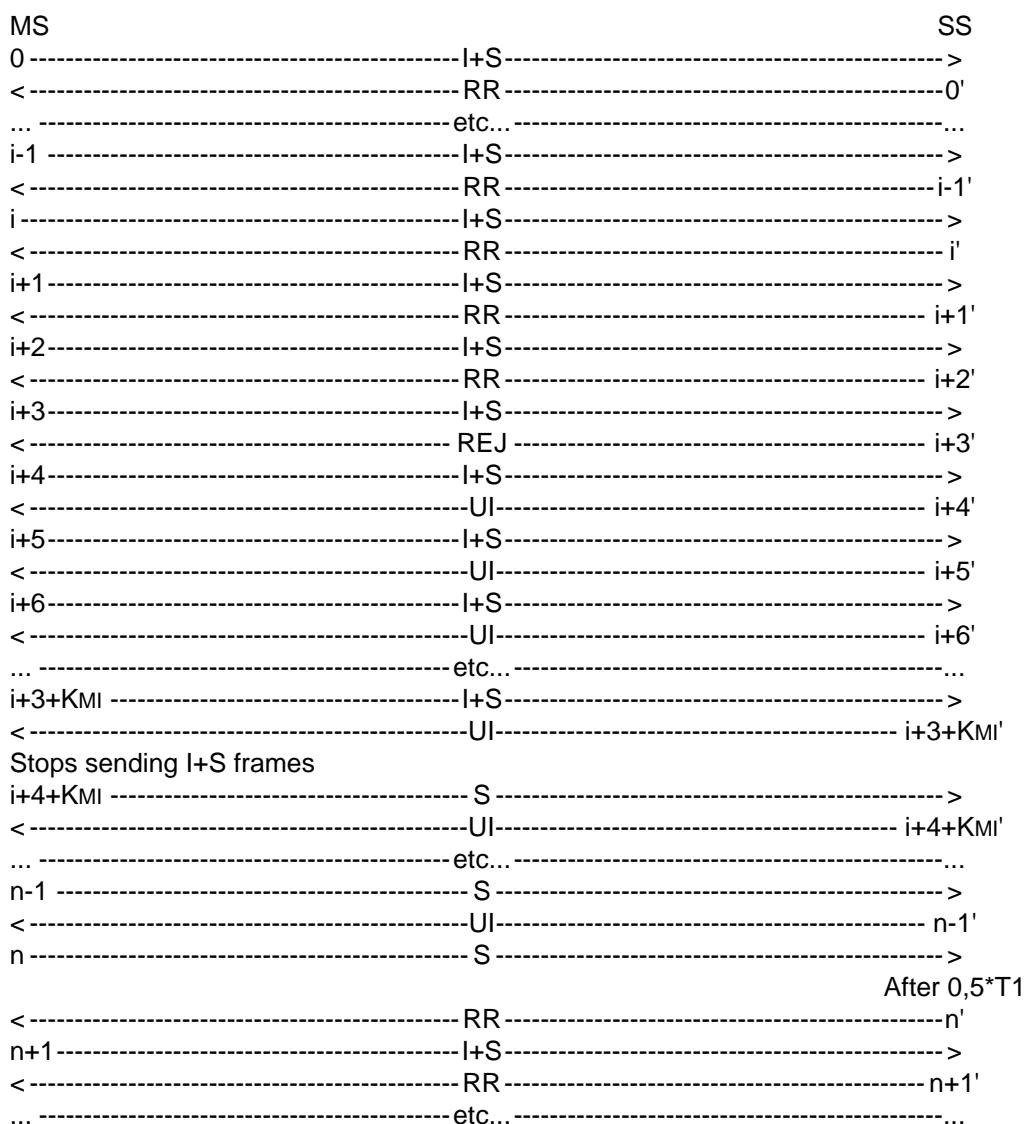 MS SS
0 ------------------------------------------------ I+S ------------------------------------------------ >
< ------------------------------------------------ RR ------------------------------------------------ 0'
... ---------------------------------------------- etc... ------------------------------------------------ ...
i-1 ---------------------------------------------- I+S ------------------------------------------------ >
< ------------------------------------------------ RR ------------------------------------------------ i-1'
i ------------------------------------------------ I+S ------------------------------------------------ >
< ------------------------------------------------ RR ------------------------------------------------ i'
i+1 ---------------------------------------------- I+S ------------------------------------------------ >
< ------------------------------------------------ RR ----------------------------------------------- i+1'
i+2 ---------------------------------------------- I+S ------------------------------------------------ >
< ------------------------------------------------ RR ----------------------------------------------- i+2'
i+3 ---------------------------------------------- I+S ------------------------------------------------ >
< ----------------------------------------------- REJ ---------------------------------------------- i+3'
i+4 ---------------------------------------------- I+S ------------------------------------------------ >
< ------------------------------------------------ UI ------------------------------------------------ i+4'
i+5 ---------------------------------------------- I+S ------------------------------------------------ >
< ------------------------------------------------ UI ------------------------------------------------ i+5'
i+6 ---------------------------------------------- I+S ------------------------------------------------ >
< ------------------------------------------------ UI ------------------------------------------------ i+6'
... ---------------------------------------------- etc... ------------------------------------------------ ...
i+3+KMI --------------------------------------- I+S ------------------------------------------------ >
< ------------------------------------------------ UI --------------------------------------------- i+3+KMI'
Stops sending I+S frames
i+4+KMI ---------------------------------------- S -------------------------------------------------- >
< ------------------------------------------------ UI --------------------------------------------- i+4+KMI'
... ---------------------------------------------- etc... ------------------------------------------------ ...
n-1 ---------------------------------------------- S -------------------------------------------------- >
< ------------------------------------------------ UI ------------------------------------------------ n-1'
n ------------------------------------------------- S -------------------------------------------------- >
After 0,5*T1
< ------------------------------------------------ RR ------------------------------------------------- n'
n+1 --------------------------------------------- I+S ------------------------------------------------ >
< ------------------------------------------------ RR ----------------------------------------------- n+1'
... ---------------------------------------------- etc... ------------------------------------------------ ...